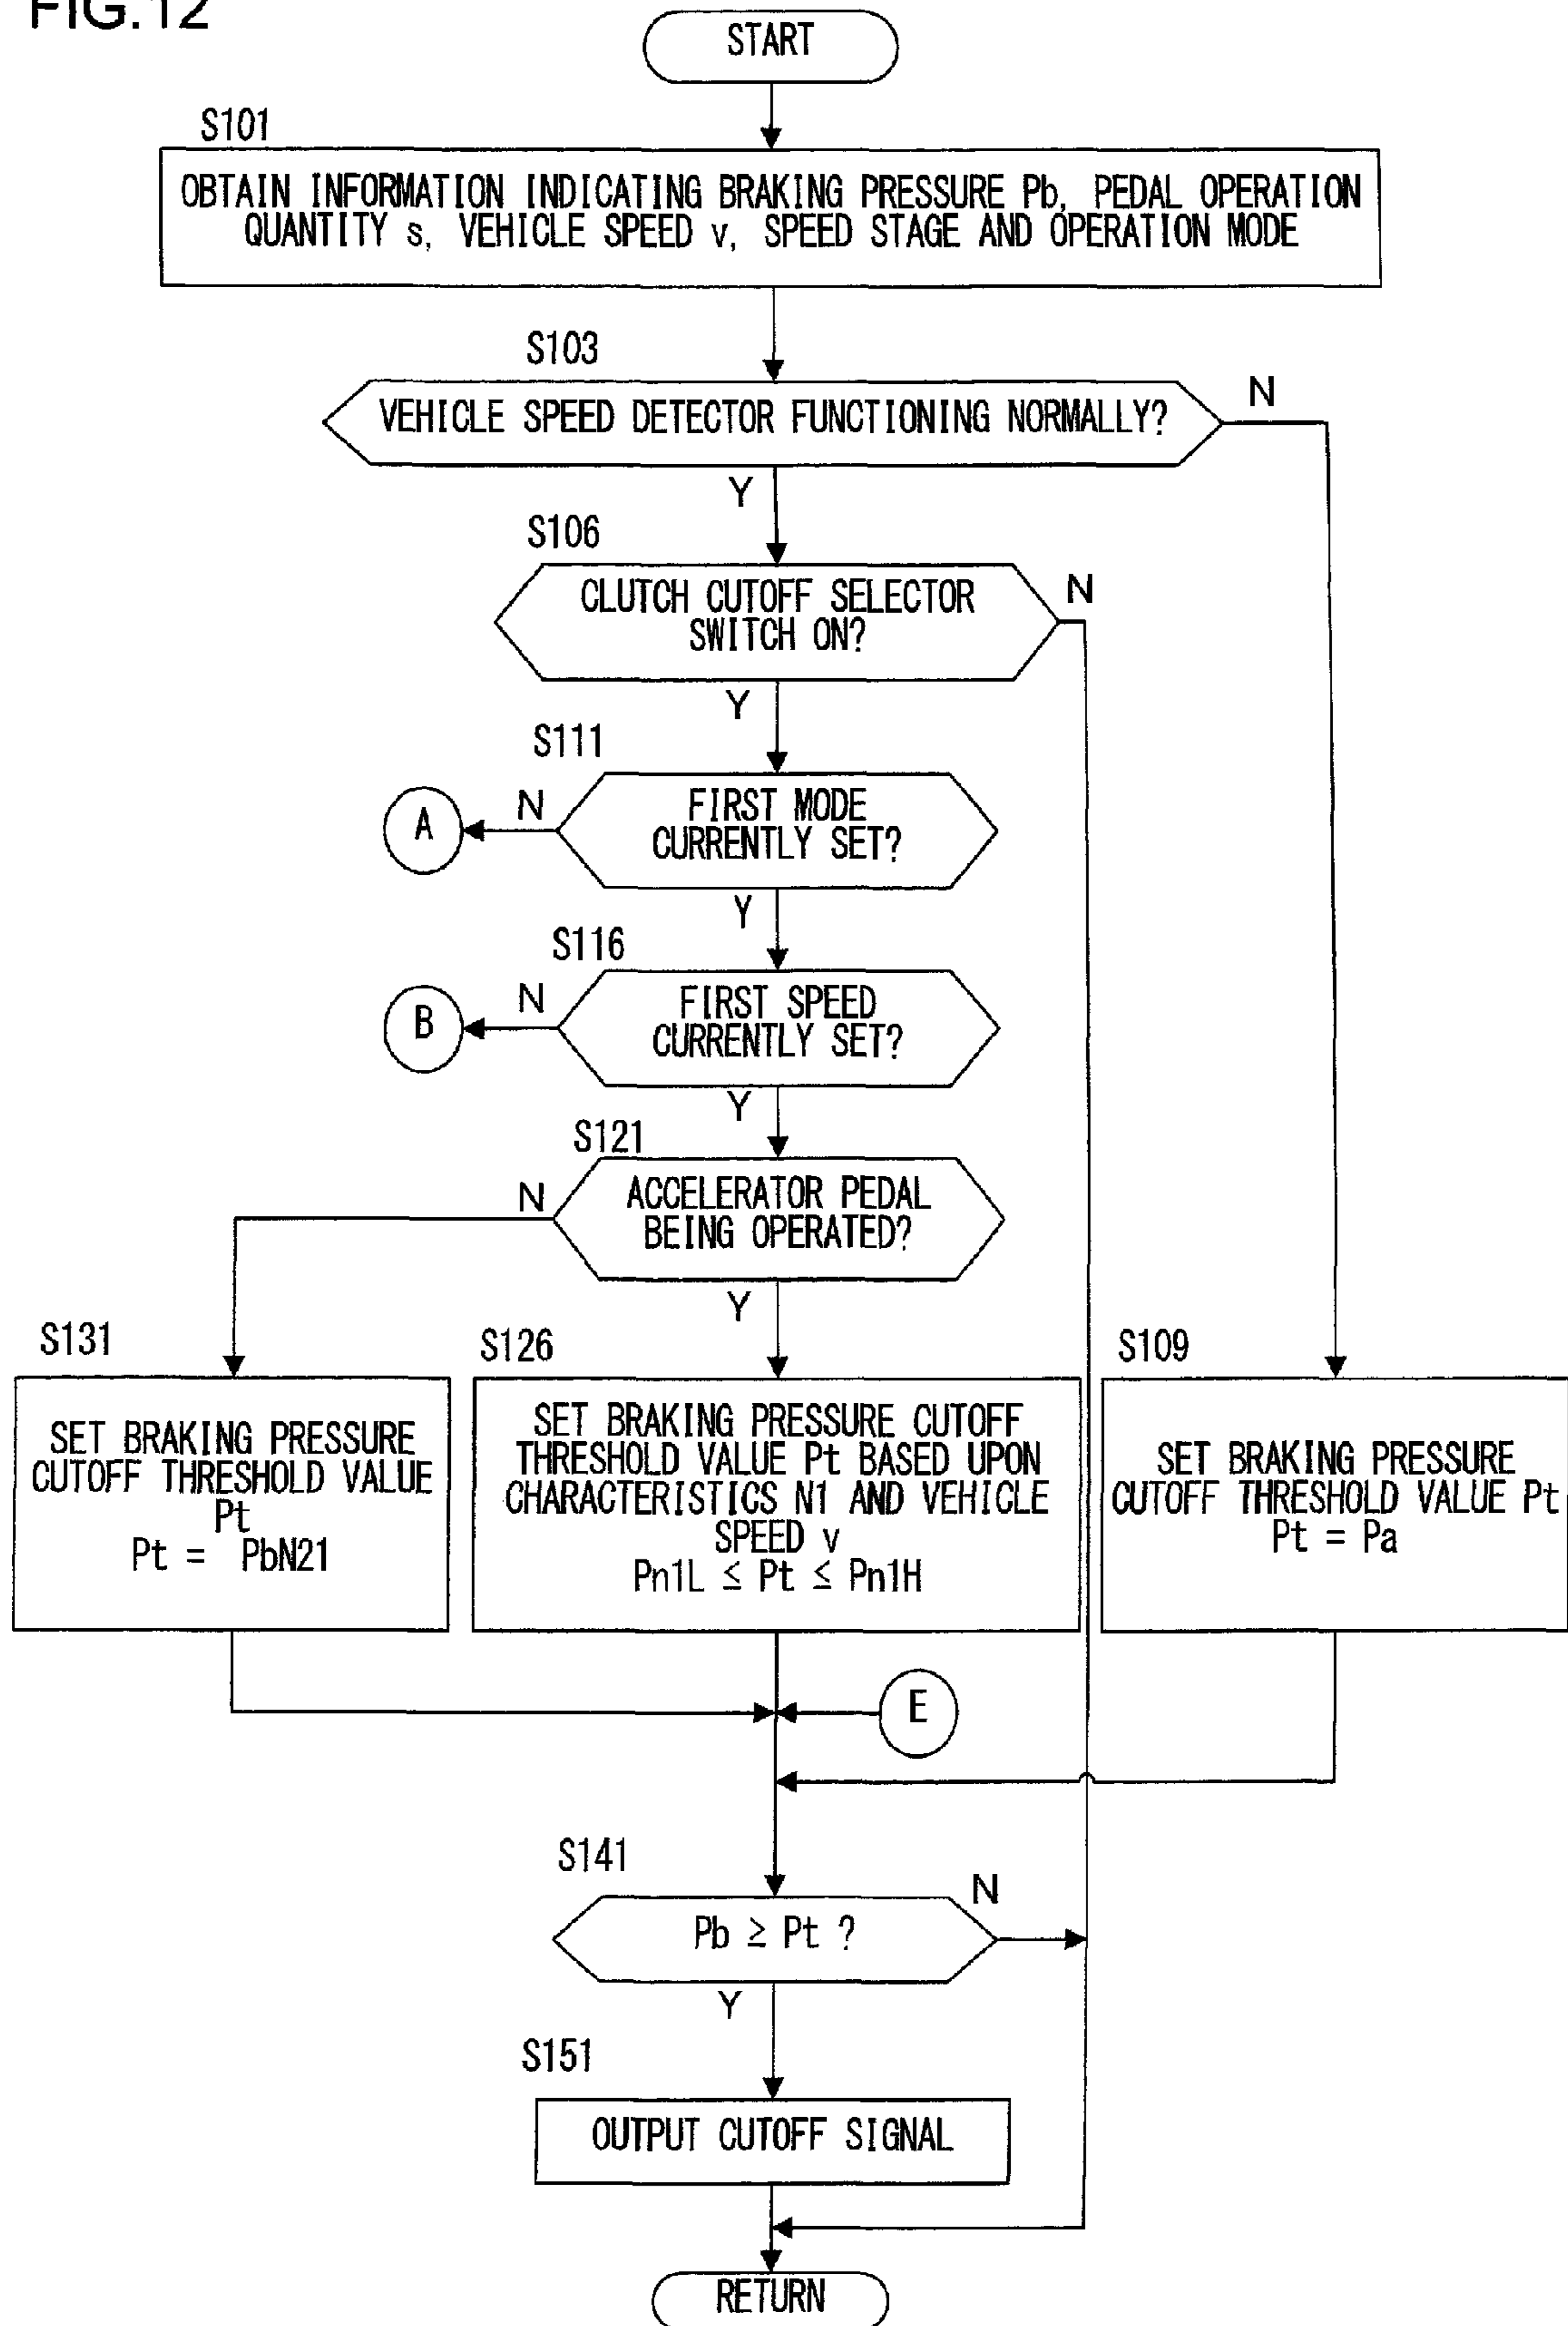 FIG.12
START
S101
OBTAIN INFORMATION INDICATING BRAKING PRESSURE Pb, PEDAL OPERATION
QUANTITY s, VEHICLE SPEED v, SPEED STAGE AND OPERATION MODE
S103
VEHICLE SPEED DETECTOR FUNCTIONING NORMALLY?
N
Y
S106
CLUTCH CUTOFF SELECTOR
SWITCH ON?
N
Y
S111
FIRST MODE
CURRENTLY SET?
N
A
Y
S116
FIRST SPEED
CURRENTLY SET?
N
B
Y
S121
ACCELERATOR PEDAL
BEING OPERATED?
N
Y
S131
SET BRAKING PRESSURE
CUTOFF THRESHOLD VALUE
Pt
Pt = PbN21
S126
SET BRAKING PRESSURE CUTOFF
THRESHOLD VALUE Pt BASED UPON
CHARACTERISTICS N1 AND VEHICLE
SPEED v
Pn1L ≤ Pt ≤ Pn1H
S109
SET BRAKING PRESSURE
CUTOFF THRESHOLD VALUE Pt
Pt = Pa
E
S141
Pb ≥ Pt ?
N
Y
S151
OUTPUT CUTOFF SIGNAL
RETURN